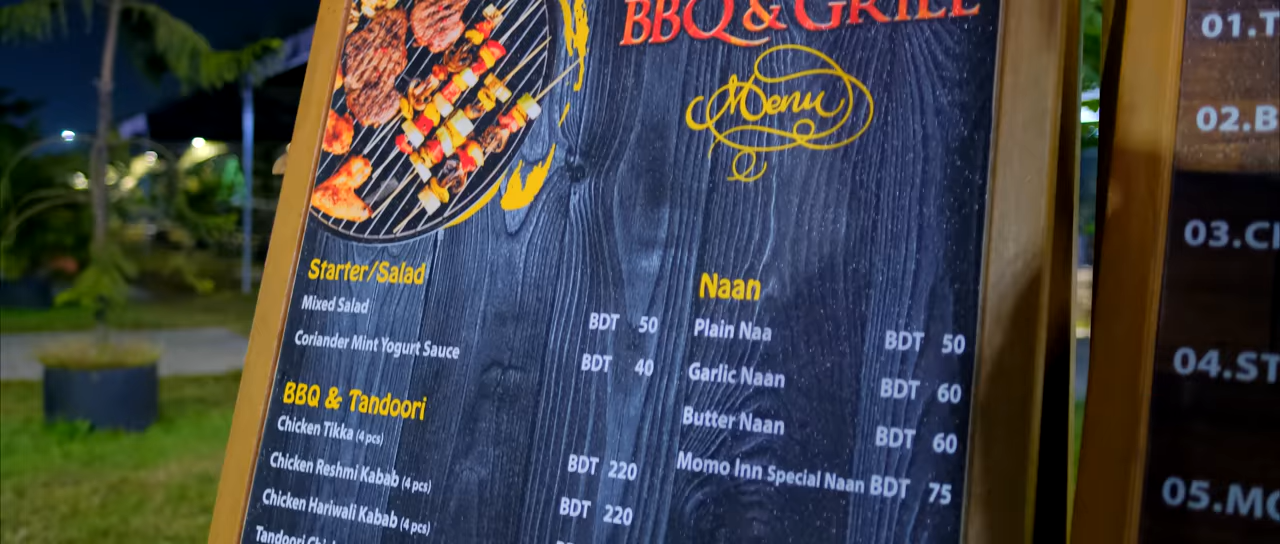 BBQ & GRILL
Menu
Starter/Salad
Mixed Salad BDT 50
Coriander Mint Yogurt Sauce BDT 40
BBQ & Tandoori
Chicken Tikka (4 pcs) BDT 220
Chicken Reshmi Kabab (4 pcs) BDT 220
Chicken Hariwali Kabab (4 pcs)
Tandoori
Naan
Plain Naa BDT 50
Garlic Naan BDT 60
Butter Naan BDT 60
Momo Inn Special Naan BDT 75
01.T
02.B
03.C
04.ST
05.MO